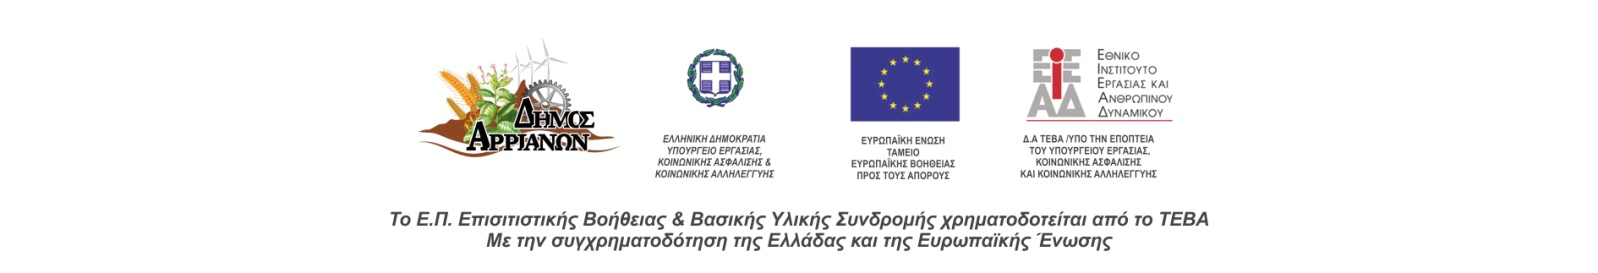 ΔΗΜΟΣ
ΑΡΡΙΑΝΩΝ
ΕΛΛΗΝΙΚΗ ΔΗΜΟΚΡΑΤΙΑ
ΥΠΟΥΡΓΕΙΟ ΕΡΓΑΣΙΑΣ,
ΚΟΙΝΩΝΙΚΗΣ ΑΣΦΑΛΙΣΗΣ &
ΚΟΙΝΩΝΙΚΗΣ ΑΛΛΗΛΕΓΓΥΗΣ
ΕΥΡΩΠΑΪΚΗ ΕΝΩΣΗ
ΤΑΜΕΙΟ
ΕΥΡΩΠΑΪΚΗΣ ΒΟΗΘΕΙΑΣ
ΠΡΟΣ ΤΟΥΣ ΑΠΟΡΟΥΣ
ΕΙΕ
ΑΔ
ΕΘΝΙΚΟ
ΙΝΣΤΙΤΟΥΤΟ
ΕΡΓΑΣΙΑΣ ΚΑΙ
ΑΝΘΡΩΠΙΝΟΥ
ΔΥΝΑΜΙΚΟΥ
Δ.Α ΤΕΒΑ /ΥΠΟ ΤΗΝ ΕΠΟΠΤΕΙΑ
ΤΟΥ ΥΠΟΥΡΓΕΙΟΥ ΕΡΓΑΣΙΑΣ,
ΚΟΙΝΩΝΙΚΗΣ ΑΣΦΑΛΙΣΗΣ
ΚΑΙ ΚΟΙΝΩΝΙΚΗΣ ΑΛΛΗΛΕΓΓΥΗΣ
Το Ε.Π. Επισιτιστικής Βοήθειας & Βασικής Υλικής Συνδρομής χρηματοδοτείται από το ΤΕΒΑ
Με την συγχρηματοδότηση της Ελλάδας και της Ευρωπαϊκής Ένωσης